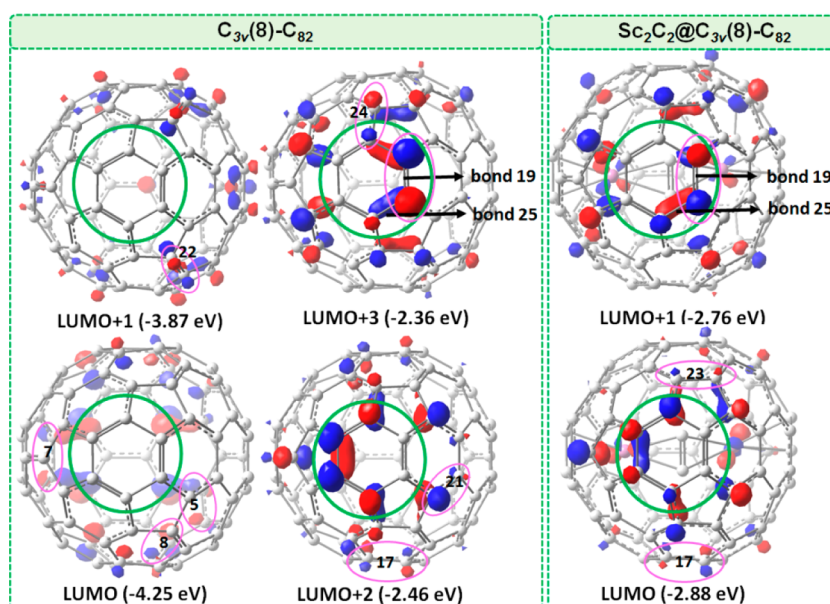 C3v(8)-C82
Sc2C2@C3v(8)-C82
24
bond 19
bond 25
22
LUMO+1 (-3.87 eV)
LUMO+3 (-2.36 eV)
bond 19
bond 25
LUMO+1 (-2.76 eV)
7
5
8
LUMO (-4.25 eV)
21
17
LUMO+2 (-2.46 eV)
23
17
LUMO (-2.88 eV)